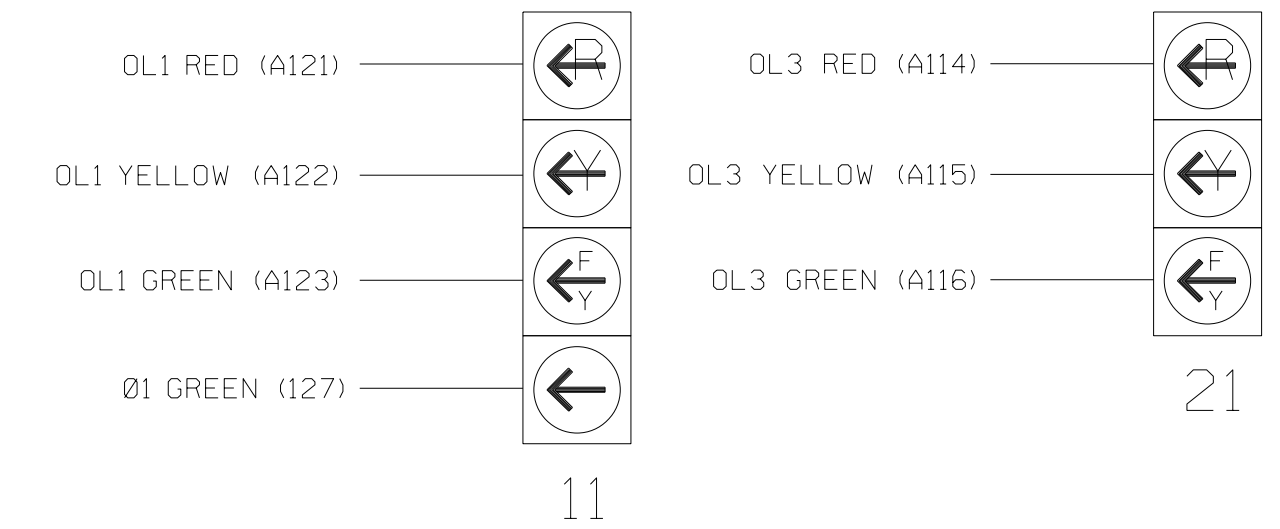 OL1 RED (A121)
R
OL1 YELLOW (A122)
Y
OL1 GREEN (A123)
F
Y
Ø1 GREEN (127)
11
OL3 RED (A114)
R
OL3 YELLOW (A115)
Y
OL3 GREEN (A116)
F
Y
21